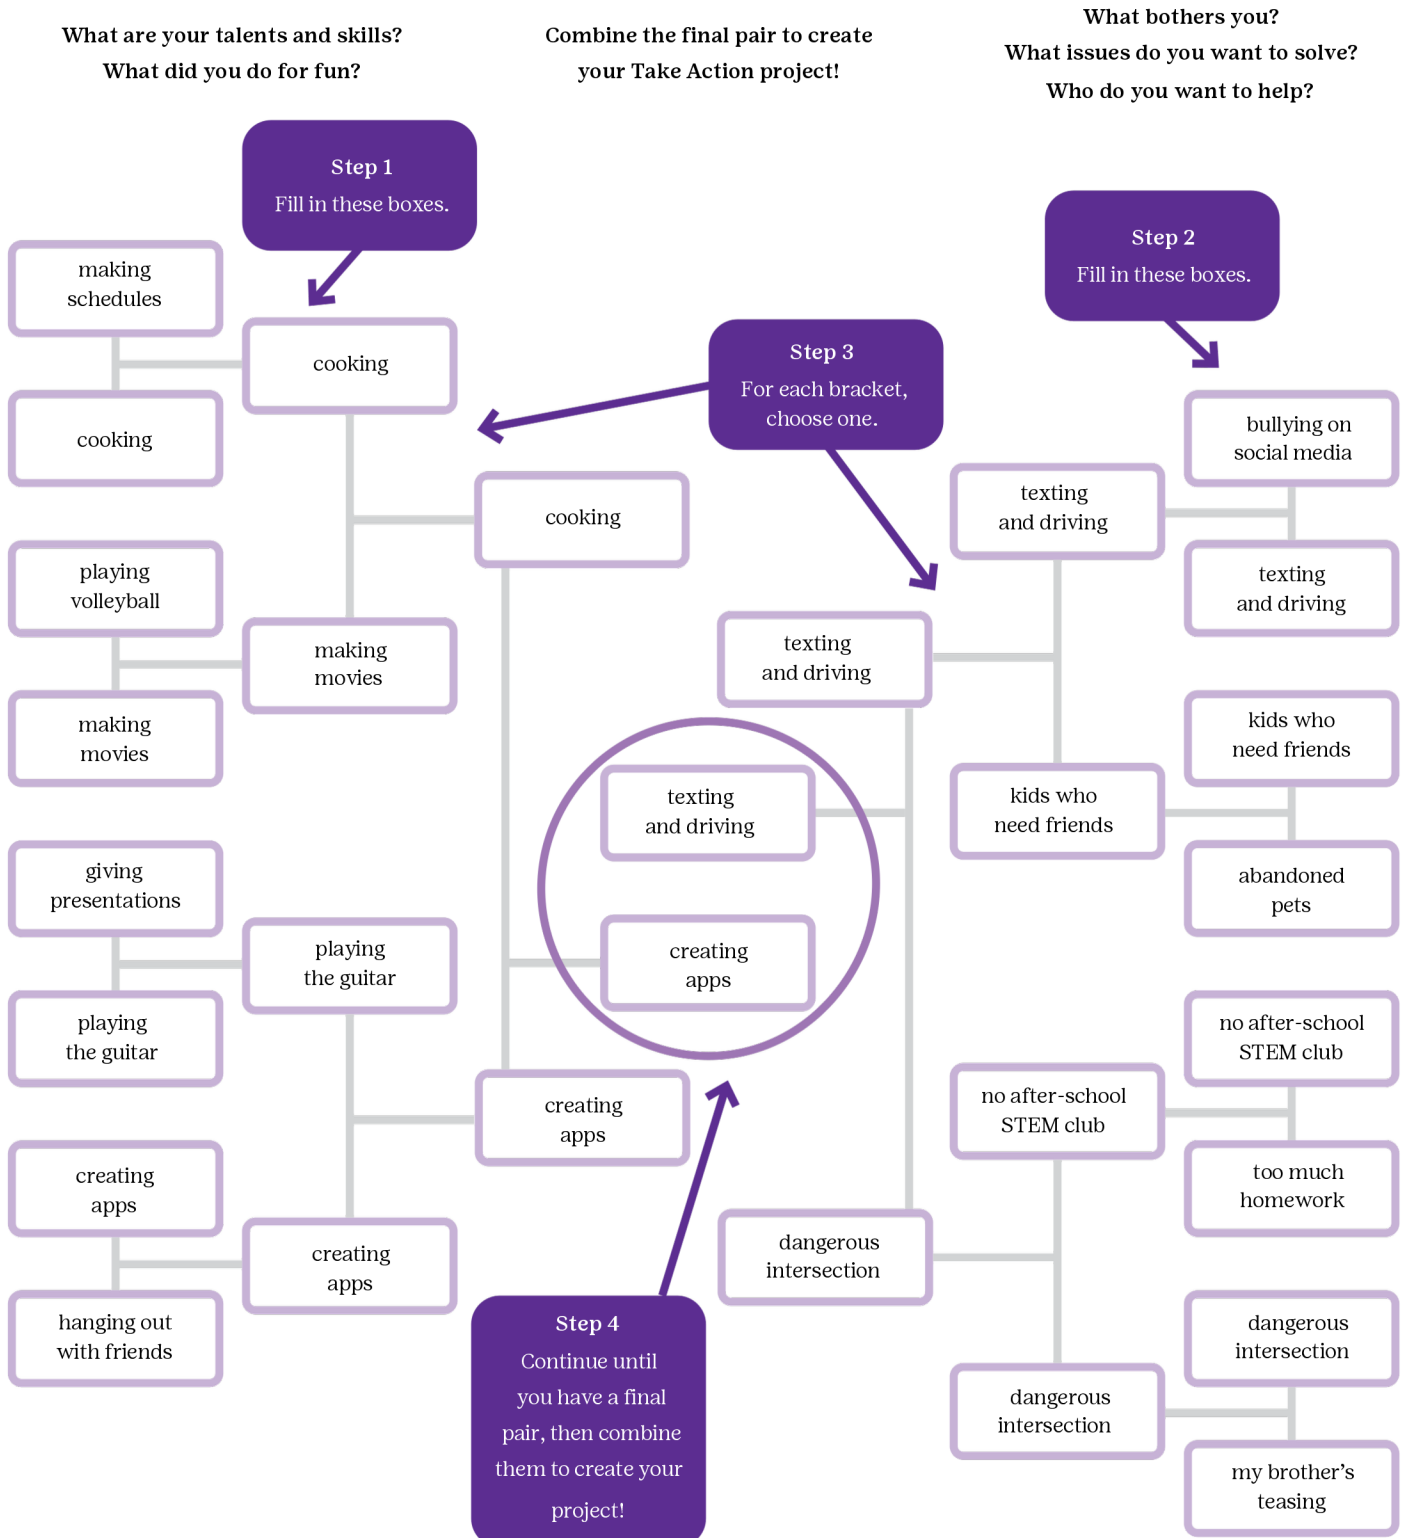 What are your talents and skills?
What did you do for fun?
Combine the final pair to create
your Take Action project!
What bothers you?
What issues do you want to solve?
Who do you want to help?
Step 1
Fill in these boxes.
making
schedules
cooking
playing
volleyball
making
movies
giving
presentations
playing
the guitar
creating
apps
hanging out
with friends
cooking
making
movies
playing
the guitar
creating
apps
cooking
creating
apps
Step 3
For each bracket,
choose one.
texting
and driving
creating
apps
Step 4
Continue until
you have a final
pair, then combine
them to create your
project!
texting
and driving
dangerous
intersection
texting
and driving
kids who
need friends
no after-school
STEM club
dangerous
intersection
Step 2
Fill in these boxes.
bullying on
social media
texting
and driving
kids who
need friends
abandoned
pets
no after-school
STEM club
too much
homework
dangerous
intersection
my brother’s
teasing